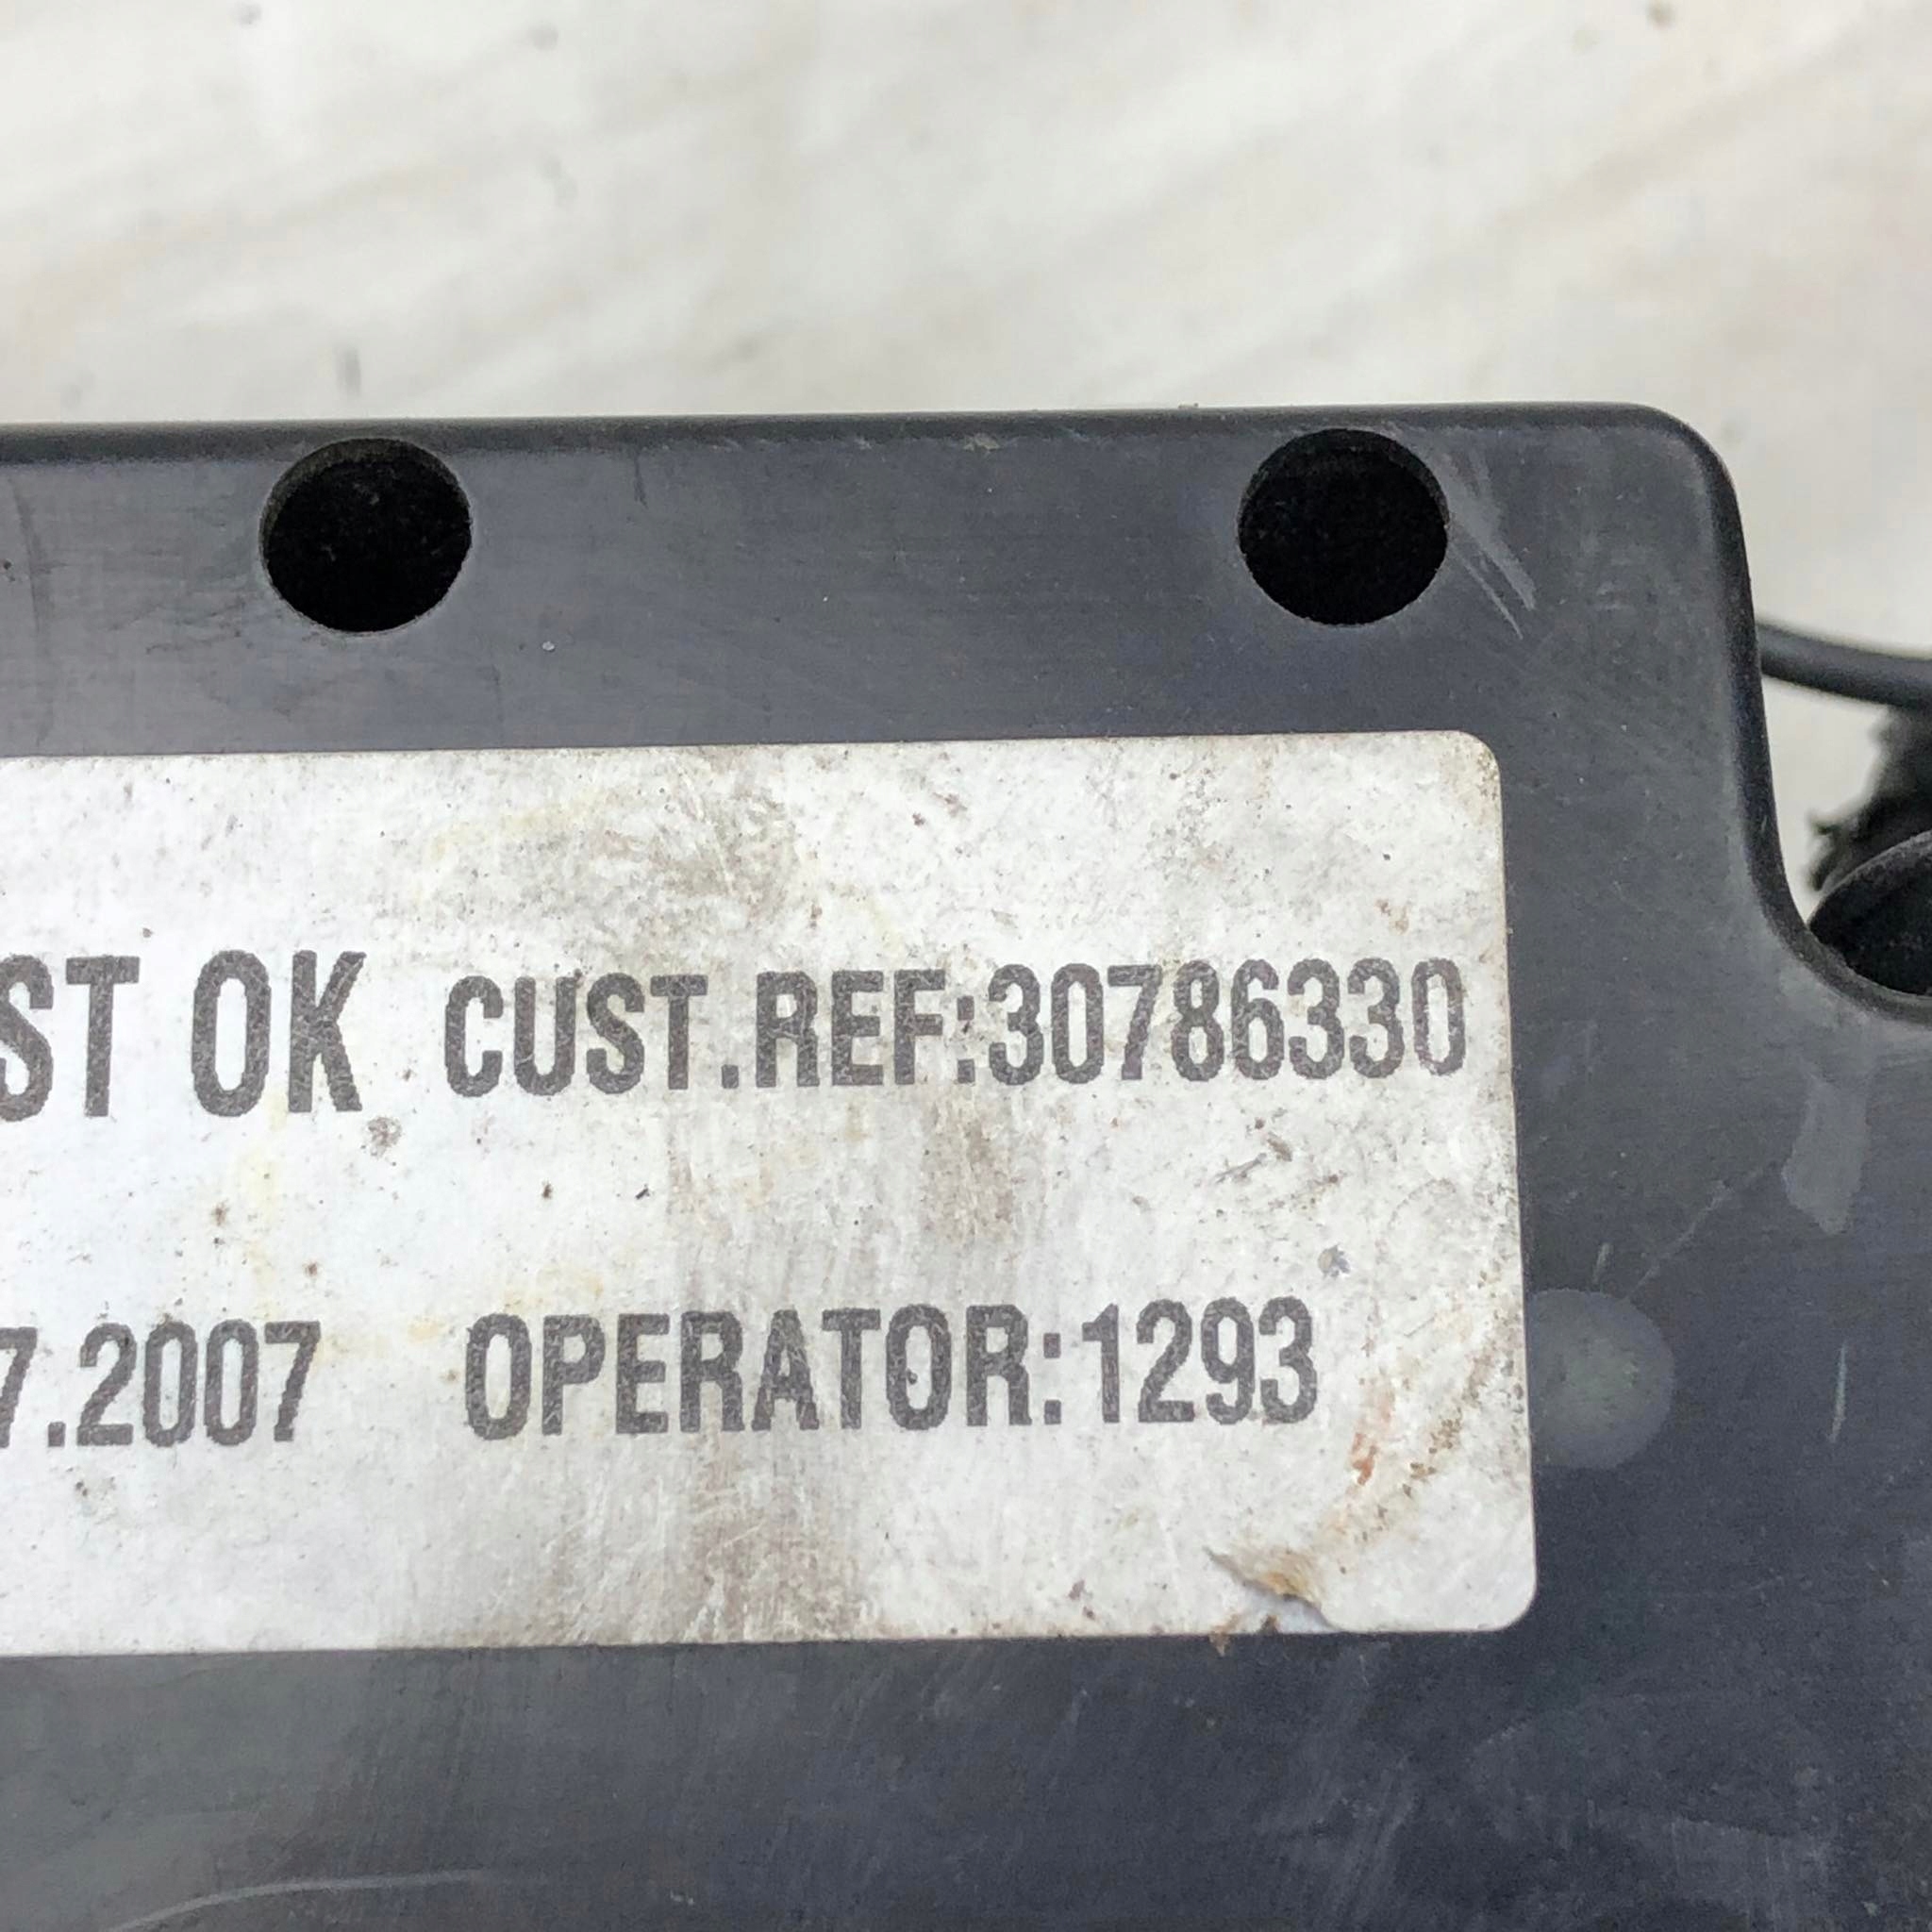 ST OK CUST.REF:30786330
7.2007 OPERATOR:1293